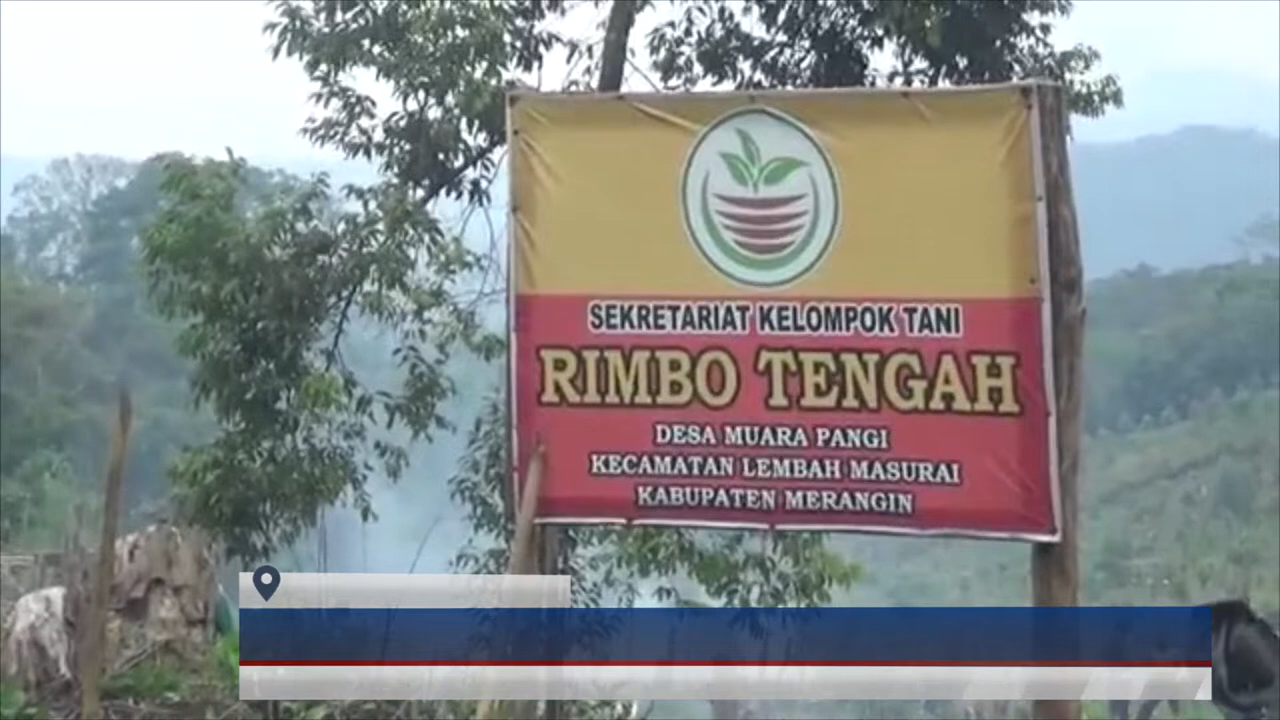 SEKRETARIAT KELOMPOK TANI
RIMBO TENGAH
DESA MUARA PANGI
KECAMATAN LEMBAH MASURAI
KABUPATEN MERANGIN